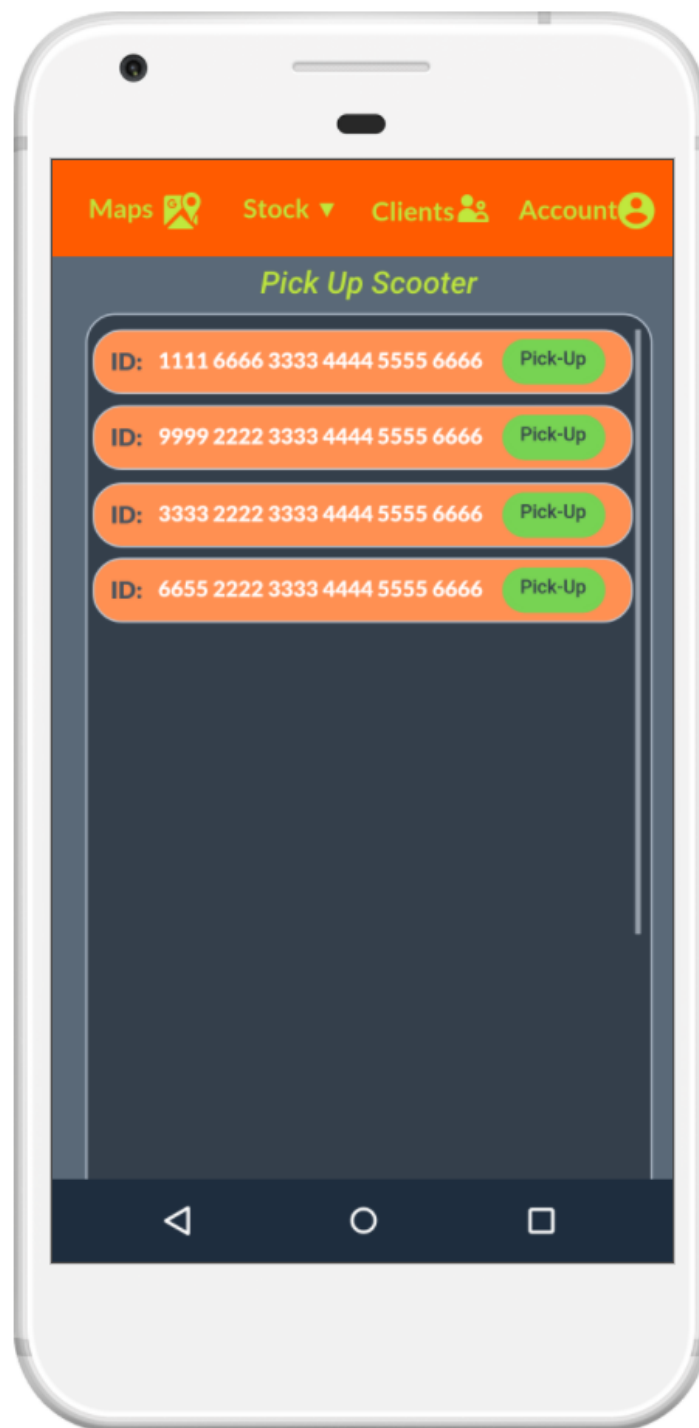 Maps Stock ▼ Clients Account
Pick Up Scooter
ID: 1111 6666 3333 4444 5555 6666 Pick-Up
ID: 9999 2222 3333 4444 5555 6666 Pick-Up
ID: 3333 2222 3333 4444 5555 6666 Pick-Up
ID: 6655 2222 3333 4444 5555 6666 Pick-Up